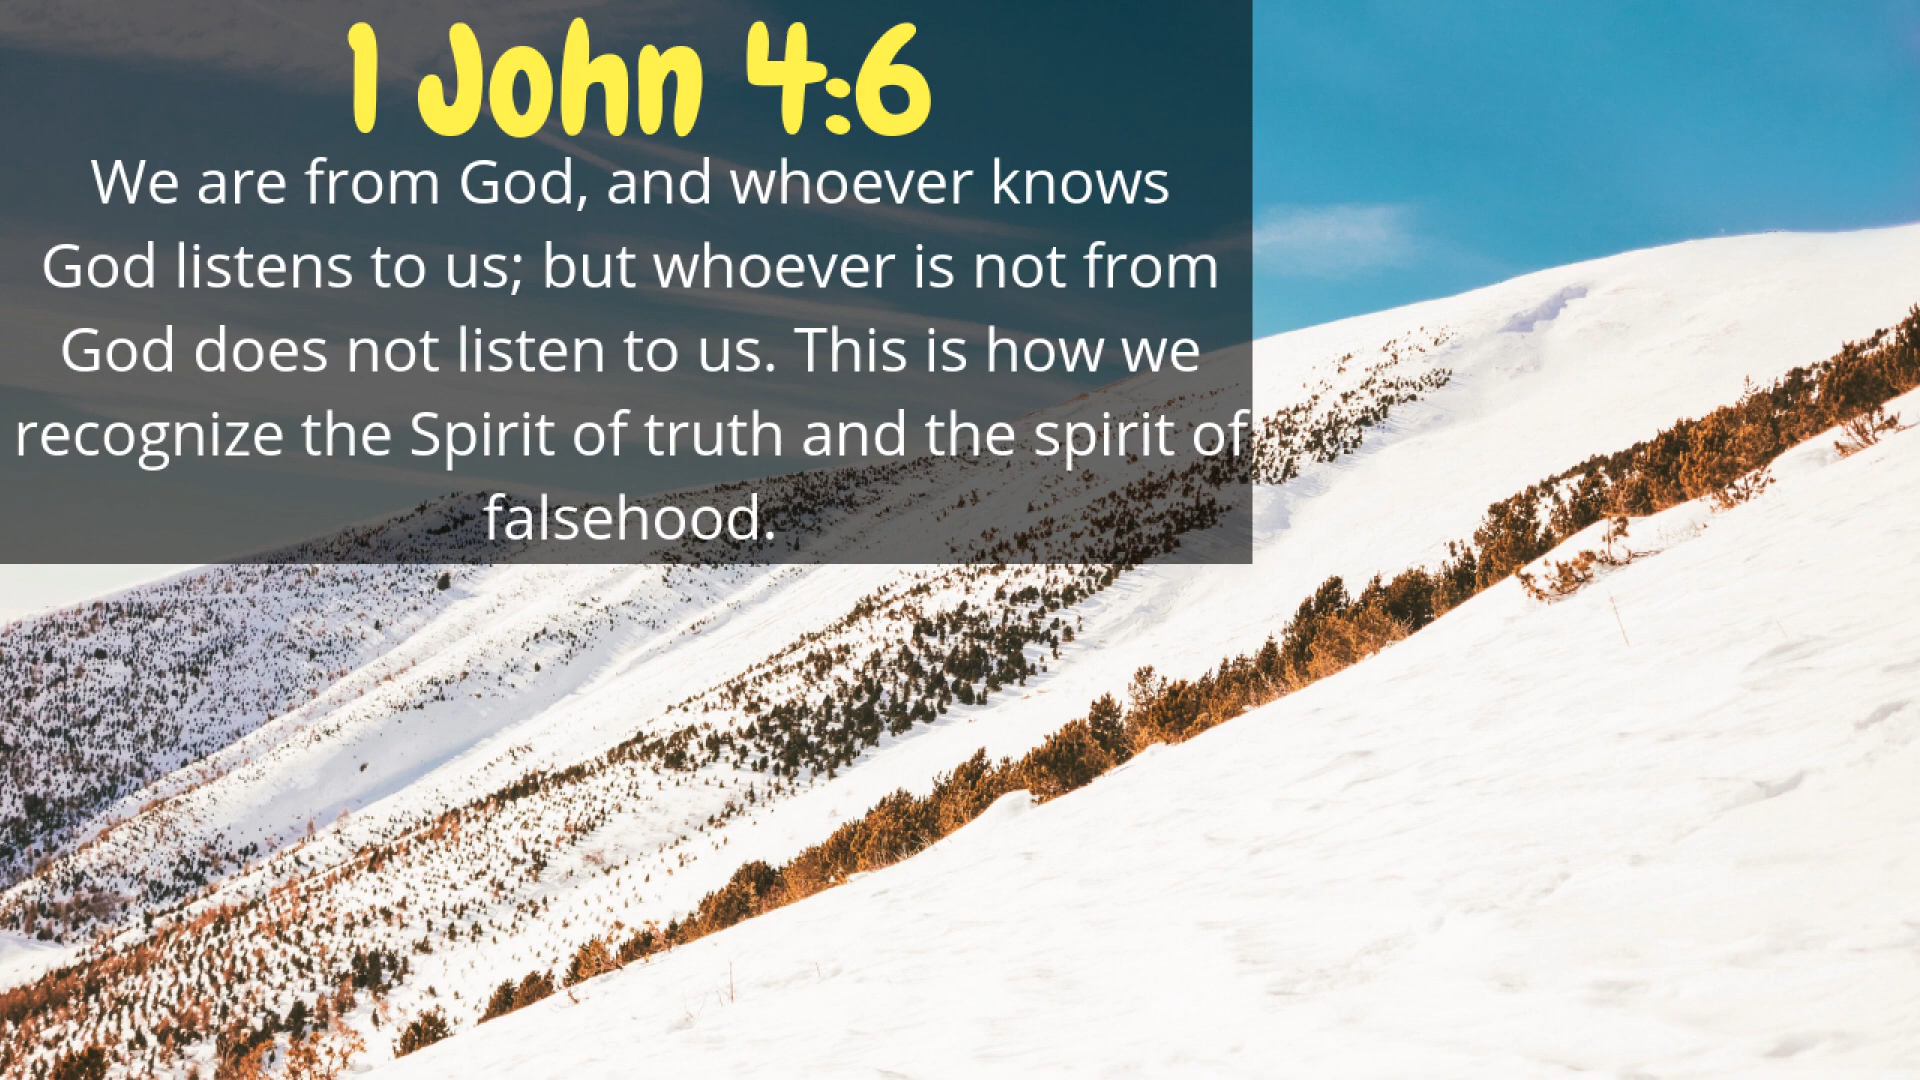 1 John 4:6
We are from God, and whoever knows
God listens to us; but whoever is not from
God does not listen to us. This is how we
recognize the Spirit of truth and the spirit of
falsehood.